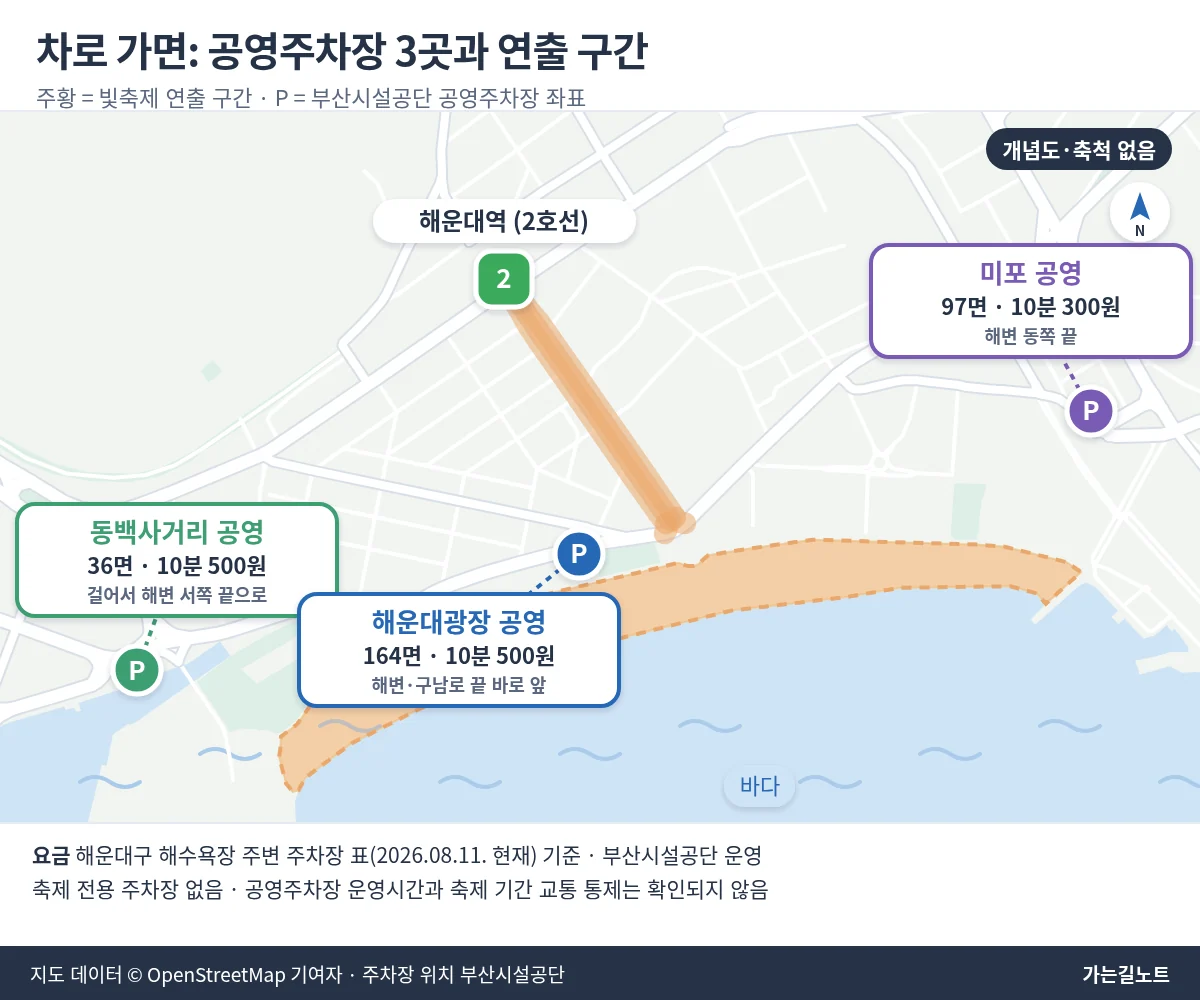 차로 가면: 공영주차장 3곳과 연출 구간
주황 = 빛축제 연출 구간 · P = 부산시설공단 공영주차장 좌표
개념도·축척 없음
N
해운대역 (2호선)
2
미포 공영
97면 · 10분 300원
해변 동쪽 끝
P
동백사거리 공영
36면 · 10분 500원
걸어서 해변 서쪽 끝으로
P
P
해운대광장 공영
164면 · 10분 500원
해변·구남로 끝 바로 앞
바다
요금 해운대구 해수욕장 주변 주차장 표(2026.08.11. 현재) 기준 · 부산시설공단 운영
축제 전용 주차장 없음 · 공영주차장 운영시간과 축제 기간 교통 통제는 확인되지 않음
지도 데이터 © OpenStreetMap 기여자 · 주차장 위치 부산시설공단
가는길노트